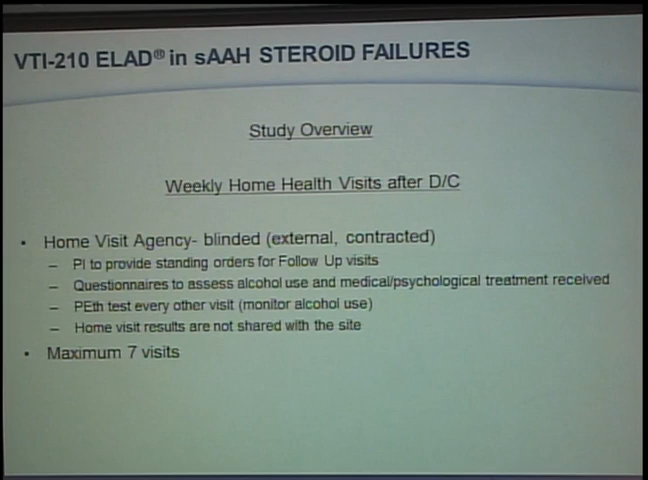 VTI-210 ELAD® in sAAH STEROID FAILURES
Study Overview
Weekly Home Health Visits after D/C
• Home Visit Agency- blinded (external, contracted)
– PI to provide standing orders for Follow Up visits
– Questionnaires to assess alcohol use and medical/psychological treatment received
– PEth test every other visit (monitor alcohol use)
– Home visit results are not shared with the site
• Maximum 7 visits